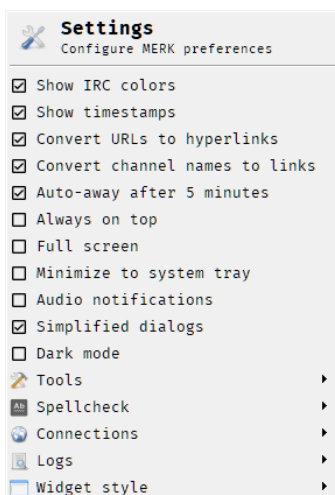 Settings
Configure MERK preferences
Show IRC colors
Show timestamps
Convert URLs to hyperlinks
Convert channel names to links
Auto-away after 5 minutes
Always on top
Full screen
Minimize to system tray
Audio notifications
Simplified dialogs
Dark mode
Tools
Ab Spellcheck
Connections
Logs
Widget style